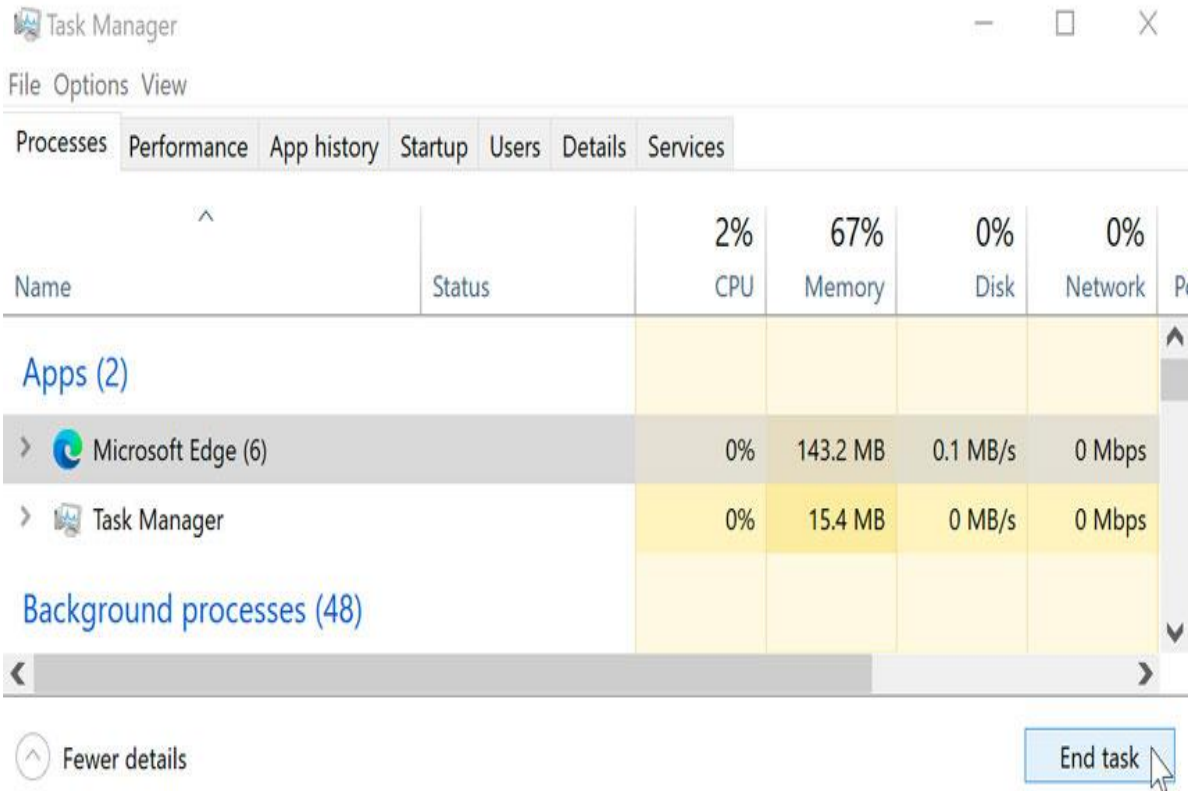 Task Manager
File Options View
Processes Performance App history Startup Users Details Services
2% 67% 0% 0%
Name Status CPU Memory Disk Network
Apps (2)
Microsoft Edge (6) 0% 143.2 MB 0.1 MB/s 0 Mbps
Task Manager 0% 15.4 MB 0 MB/s 0 Mbps
Background processes (48)
Fewer details End task